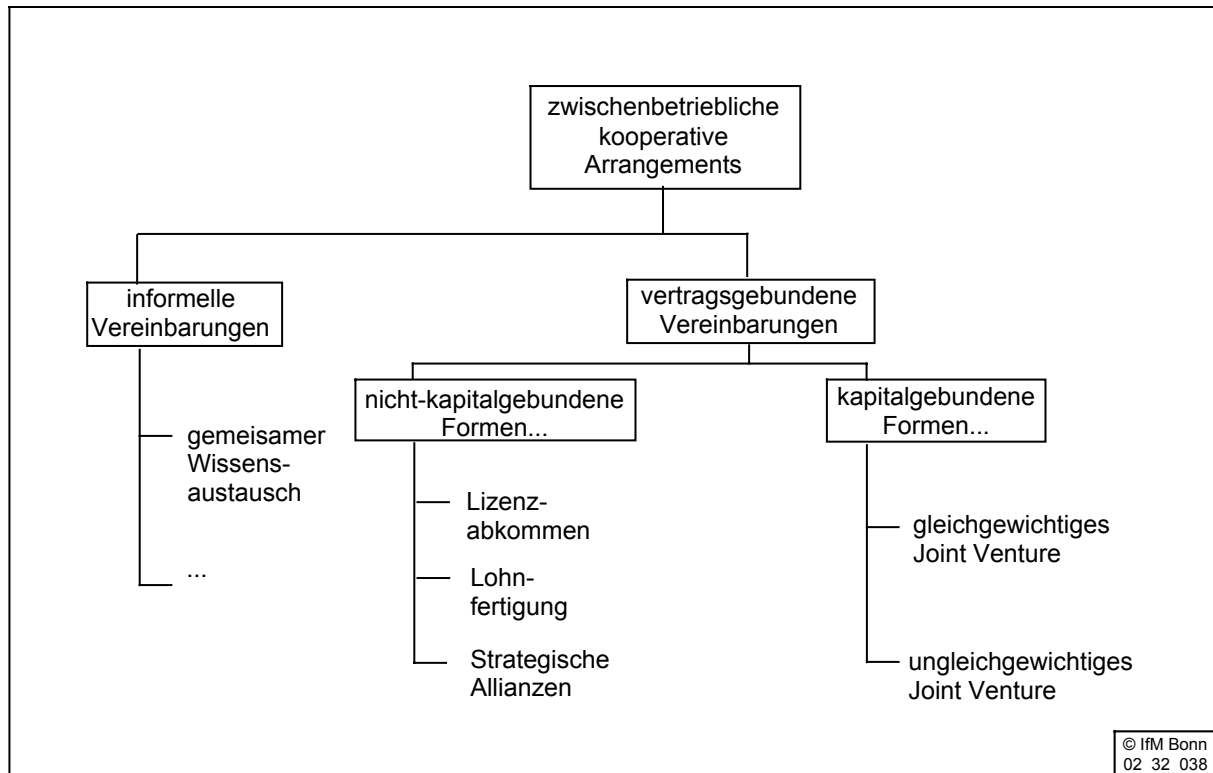 zwischenbetriebliche
kooperative
Arrangements
informelle
Vereinbarungen
vertragsgebundene
Vereinbarungen
nicht-kapitalgebundene
Formen...
kapitalgebundene
Formen...
gemeisamer
Wissens-
austausch
...
Lizenz-
abkommen
Lohn-
fertigung
Strategische
Allianzen
gleichgewichtiges
Joint Venture
ungleichgewichtiges
Joint Venture
© IfM Bonn
02 32 038